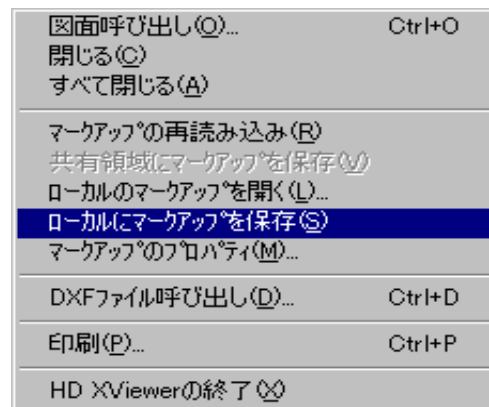 図面呼び出し(O)... Ctrl+O
閉じる(C)
すべて閉じる(A)
マークアップの再読み込み(R)
共有領域にマークアップを保存(V)
ローカルのマークアップを開く(L)...
ローカルにマークアップを保存(S)
マークアップのプロパティ(M)...
DXFファイル呼び出し(D)... Ctrl+D
印刷(P)... Ctrl+P
HD XViewerの終了(X)